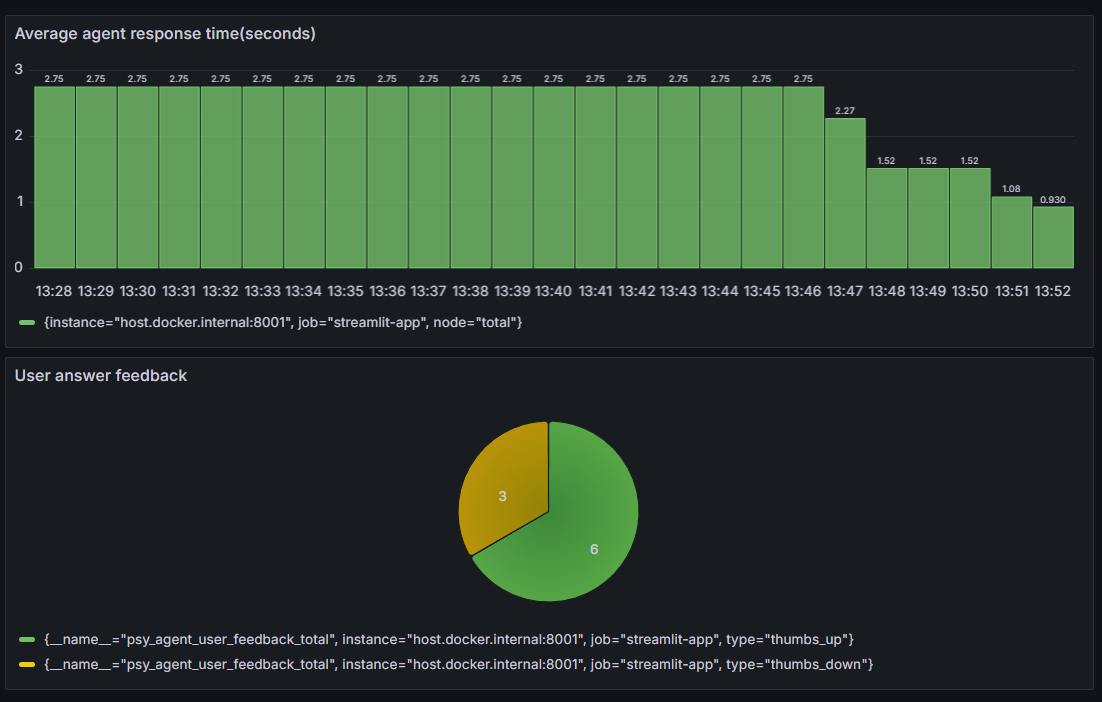 Average agent response time(seconds)
3
2.75 2.75 2.75 2.75 2.75 2.75 2.75 2.75 2.75 2.75 2.75 2.75 2.75 2.75 2.75 2.75 2.75 2.75 2.75
2.27
2
1.52 1.52 1.52
1.08
1
0.930
0
13:28 13:29 13:30 13:31 13:32 13:33 13:34 13:35 13:36 13:37 13:38 13:39 13:40 13:41 13:42 13:43 13:44 13:45 13:46 13:47 13:48 13:49 13:50 13:51 13:52
{instance="host.docker.internal:8001", job="streamlit-app", node="total"}
User answer feedback
3
6
{__name__="psy_agent_user_feedback_total", instance="host.docker.internal:8001", job="streamlit-app", type="thumbs_up"}
{__name__="psy_agent_user_feedback_total", instance="host.docker.internal:8001", job="streamlit-app", type="thumbs_down"}